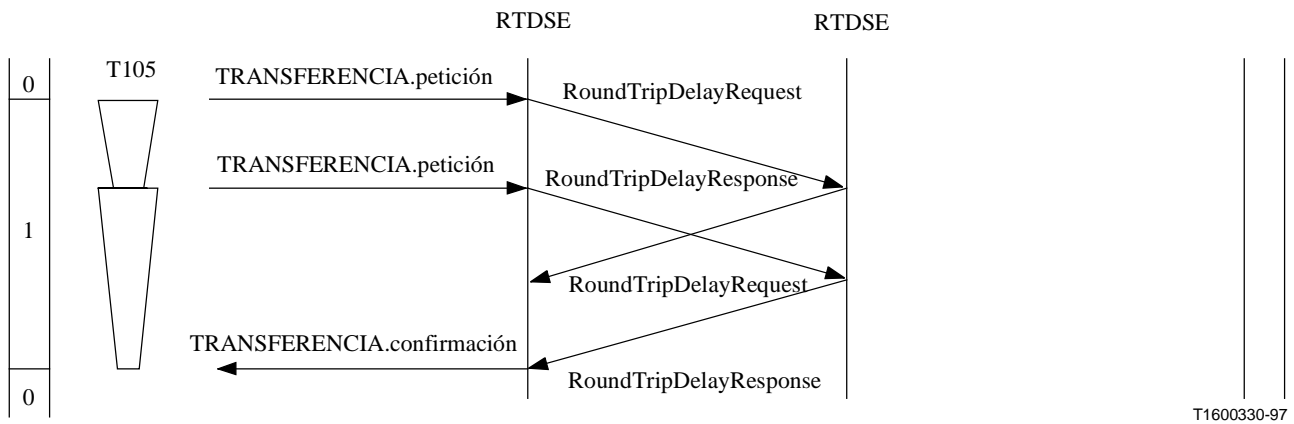 RTDSE
RTDSE
T105
0
TRANSFERENCIA.petición
RoundTripDelayRequest
TRANSFERENCIA.petición
RoundTripDelayResponse
1
RoundTripDelayRequest
TRANSFERENCIA.confirmación
RoundTripDelayResponse
0
T1600330-97